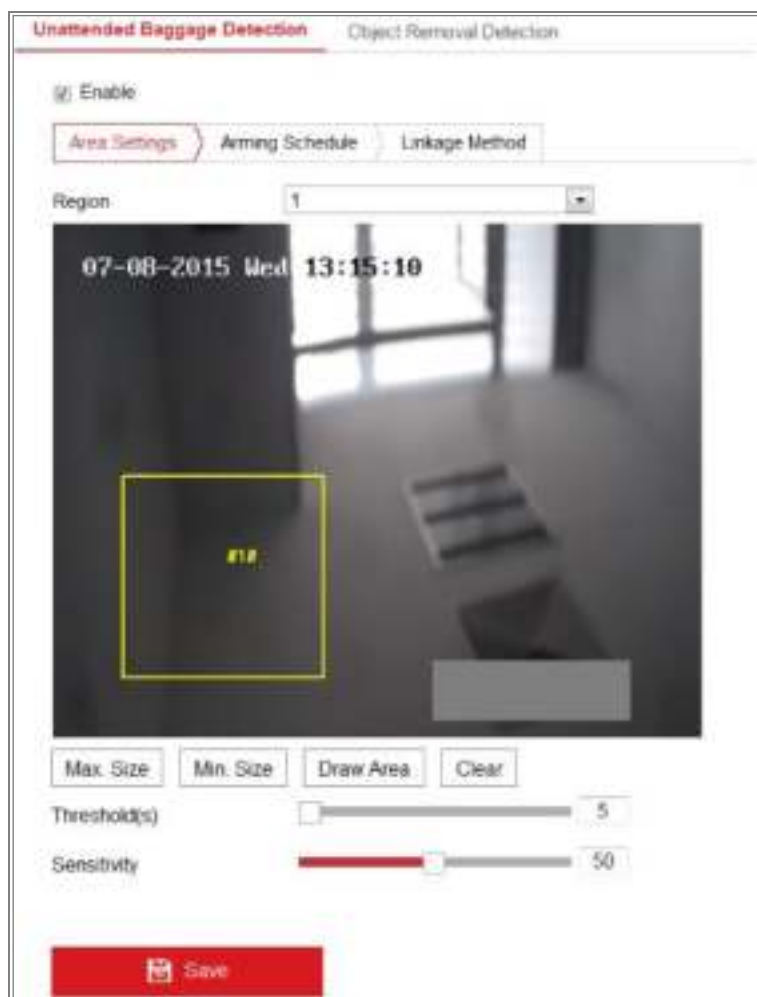 Unattended Baggage Detection Object Removal Detection
Enable
Area Settings Arming Schedule Linkage Method
Region 1
07-08-2015 Wed 13:15:10
#1#
Max. Size Min. Size Draw Area Clear
Threshold(s) 5
Sensitivity 50
Save